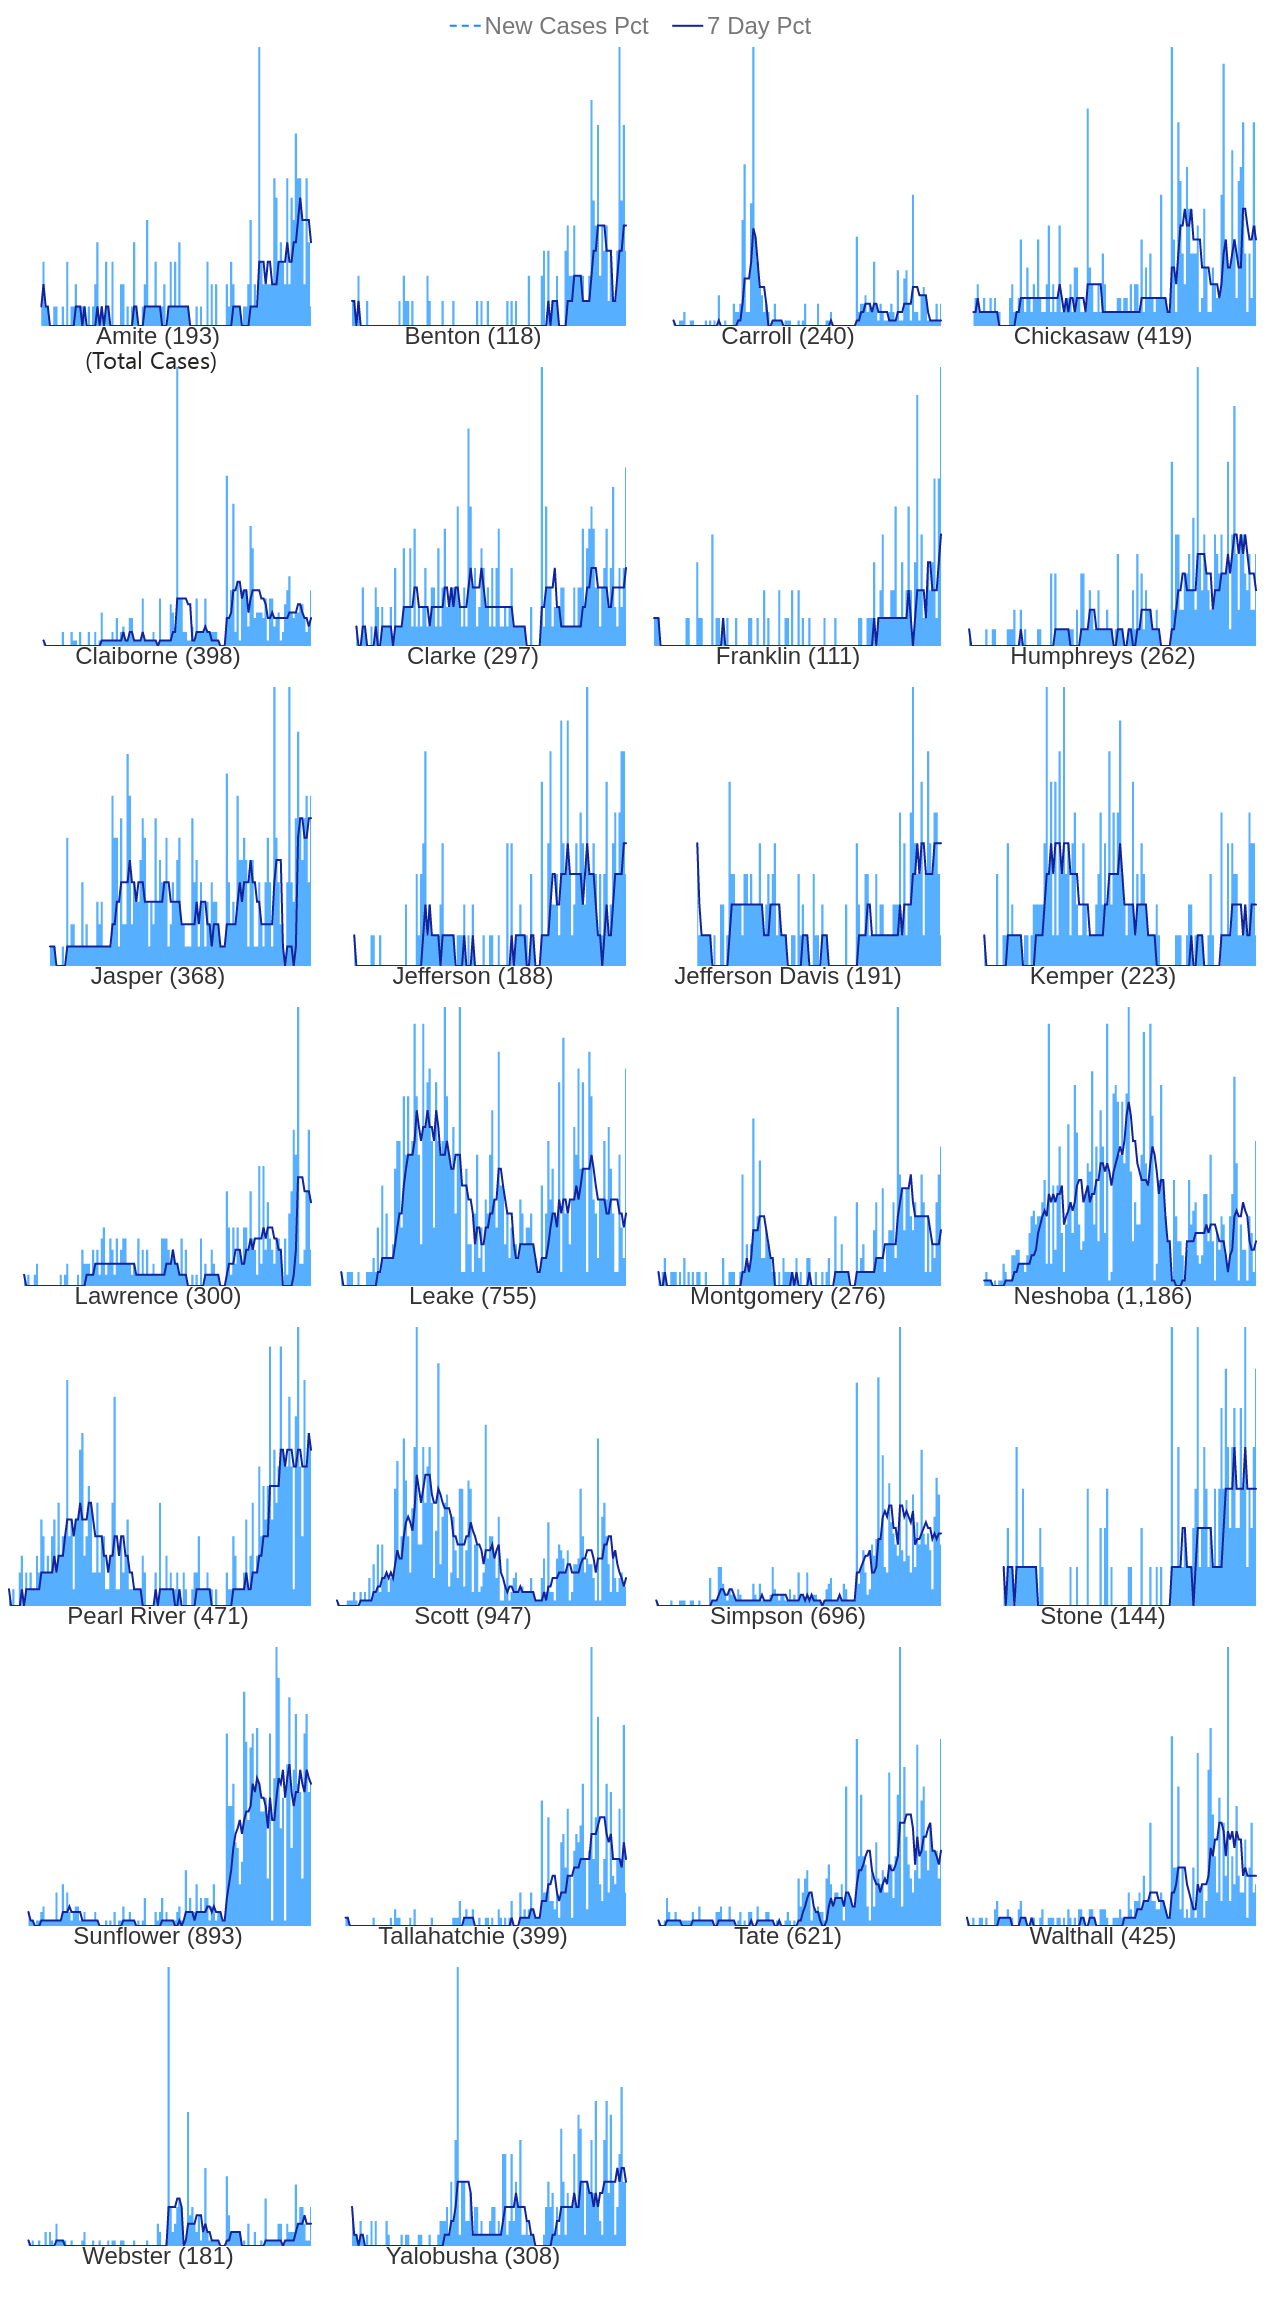 New Cases Pct 7 Day Pct
Amite (193) Benton (118) Carroll (240) Chickasaw (419)
(Total Cases)
Claiborne (398) Clarke (297) Franklin (111) Humphreys (262)
Jasper (368) Jefferson (188) Jefferson Davis (191) Kemper (223)
Lawrence (300) Leake (755) Montgomery (276) Neshoba (1,186)
Pearl River (471) Scott (947) Simpson (696) Stone (144)
Sunflower (893) Tallahatchie (399) Tate (621) Walthall (425)
Webster (181) Yalobusha (308)